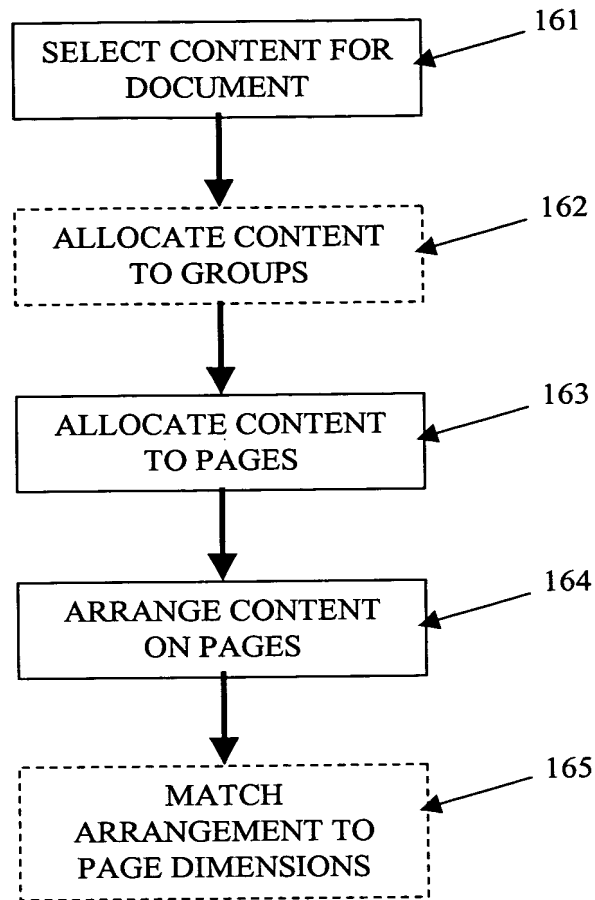 161
SELECT CONTENT FOR
DOCUMENT
162
ALLOCATE CONTENT
TO GROUPS
163
ALLOCATE CONTENT
TO PAGES
164
ARRANGE CONTENT
ON PAGES
165
MATCH
ARRANGEMENT TO
PAGE DIMENSIONS